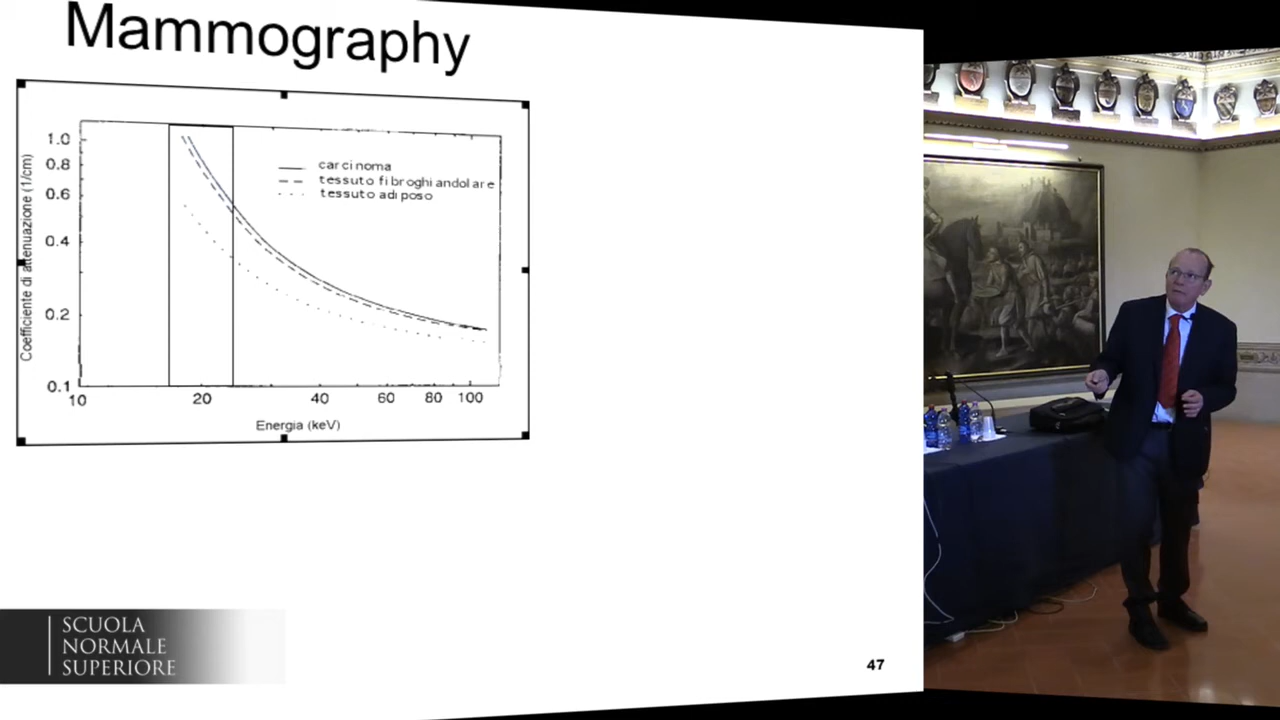 Mammography
Coefficiente di attenuazione (1/cm)
1.0
0.8
0.6
0.4
0.2
0.1
carcinoma
tessuto fibroghiandolare
tessuto adiposo
10
20
40
60
80
100
Energia (keV)
SCUOLA
NORMALE
SUPERIORE
47